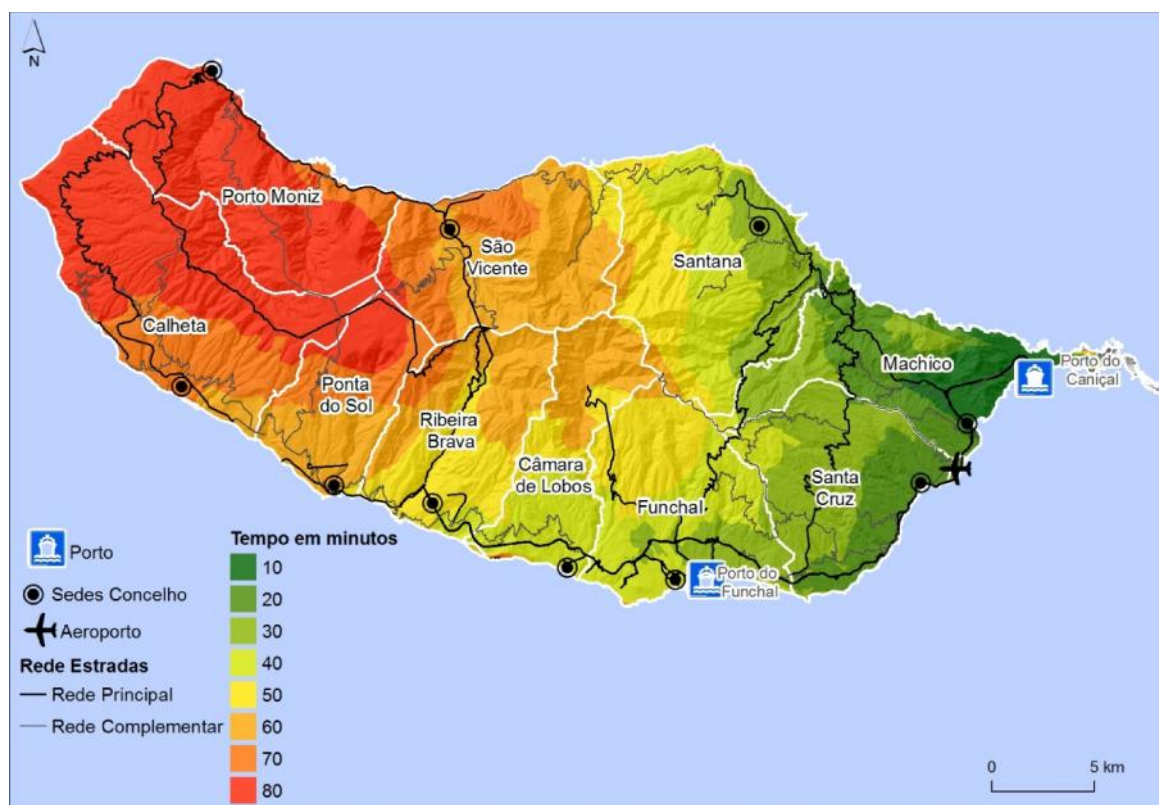 N
Porto Moniz
São
Vicente
Santana
Calheta
Ponta
do Sol
Ribeira
Brava
Câmara
de Lobos
Funchal
Santa
Cruz
Machico
Porto do
Caniçal
Porto do
Funchal
Porto
Sedes Concelho
Aeroporto
Rede Estradas
Rede Principal
Rede Complementar
Tempo em minutos
10
20
30
40
50
60
70
80
0 5 km